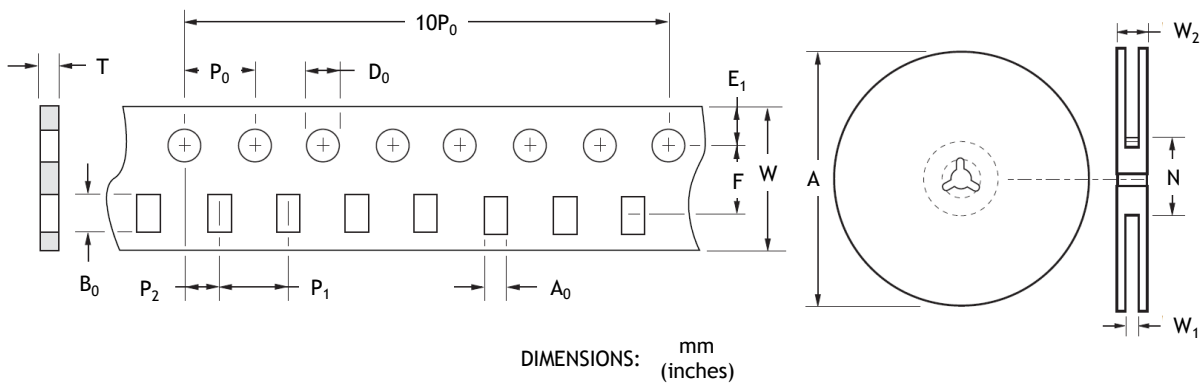 10P₀
W₂
T
P₀
D₀
E₁
A
W
F
N
B₀
P₂
P₁
A₀
W₁
DIMENSIONS: mm
(inches)